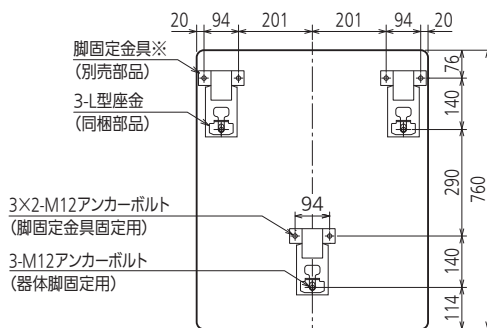 20 94 201 201 94 20
脚固定金具※
(別売部品)
3-L型座金
(同梱部品)
3×2-M12アンカーボルト
(脚固定金具固定用)
3-M12アンカーボルト
(器体脚固定用)
94
76
140
290
760
140
114